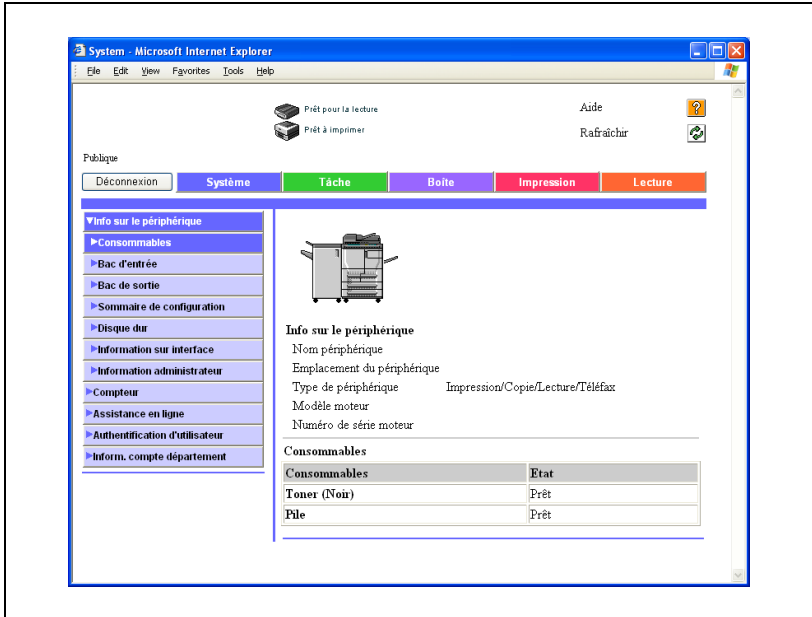 System - Microsoft Internet Explorer
File Edit View Favorites Tools Help
Prêt pour la lecture
Prêt à imprimer
Aide
?
Rafraîchir
Publique
Déconnexion Système Tâche Boîte Impression Lecture
Info sur le périphérique
Consommables
Bac d'entrée
Bac de sortie
Sommaire de configuration
Disque dur
Information sur interface
Information administrateur
Compteur
Assistance en ligne
Authentification d'utilisateur
Inform. compte département
Info sur le périphérique
Nom périphérique
Emplacement du périphérique
Type de périphérique Impression/Copie/Lecture/Téléfax
Modèle moteur
Numéro de série moteur
Consommables
Consommables Etat
Toner (Noir) Prêt
Pile Prêt